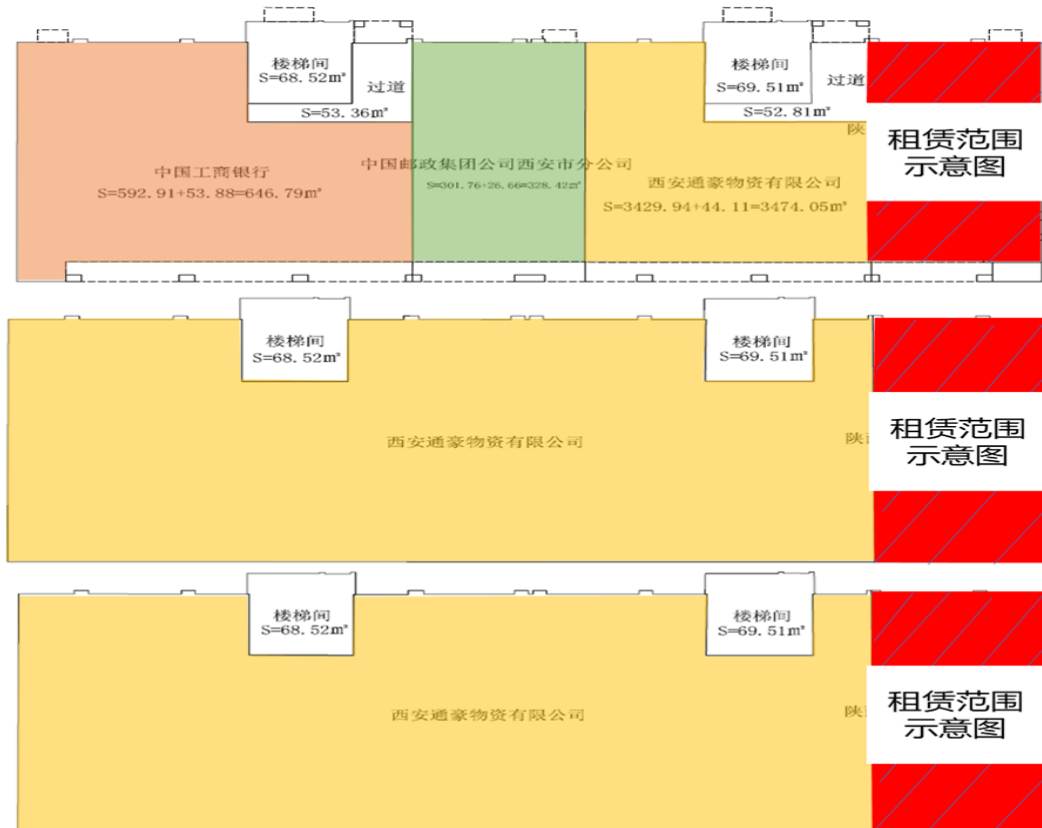 楼梯间
S=68.52m²
过道
S=53.36m²
楼梯间
S=69.51m²
过道
S=52.81m²
陕
中国工商银行
S=592.91+53.88=646.79m²
中国邮政集团公司西安市分公司
S=301.76+26.66=328.42m²
西安通豪物资有限公司
S=3429.94+44.11=3474.05m²
租赁范围
示意图
楼梯间
S=68.52m²
楼梯间
S=69.51m²
西安通豪物资有限公司
陕
租赁范围
示意图
楼梯间
S=68.52m²
楼梯间
S=69.51m²
西安通豪物资有限公司
陕
租赁范围
示意图